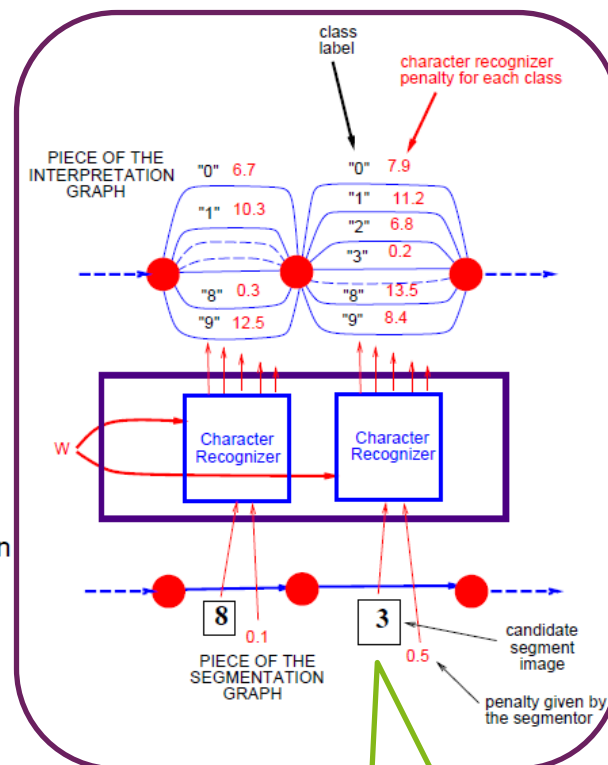 class
label
character recognizer
penalty for each class
PIECE OF THE
INTERPRETATION
GRAPH
"0" 6.7
"1" 10.3
"8" 0.3
"9" 12.5
"0" 7.9
"1" 11.2
"2" 6.8
"3" 0.2
"8" 13.5
"9" 8.4
W
Character
Recognizer
Character
Recognizer
n
8
0.1
3
0.5
PIECE OF THE
SEGMENTATION
GRAPH
candidate
segment
image
penalty given by
the segmentor